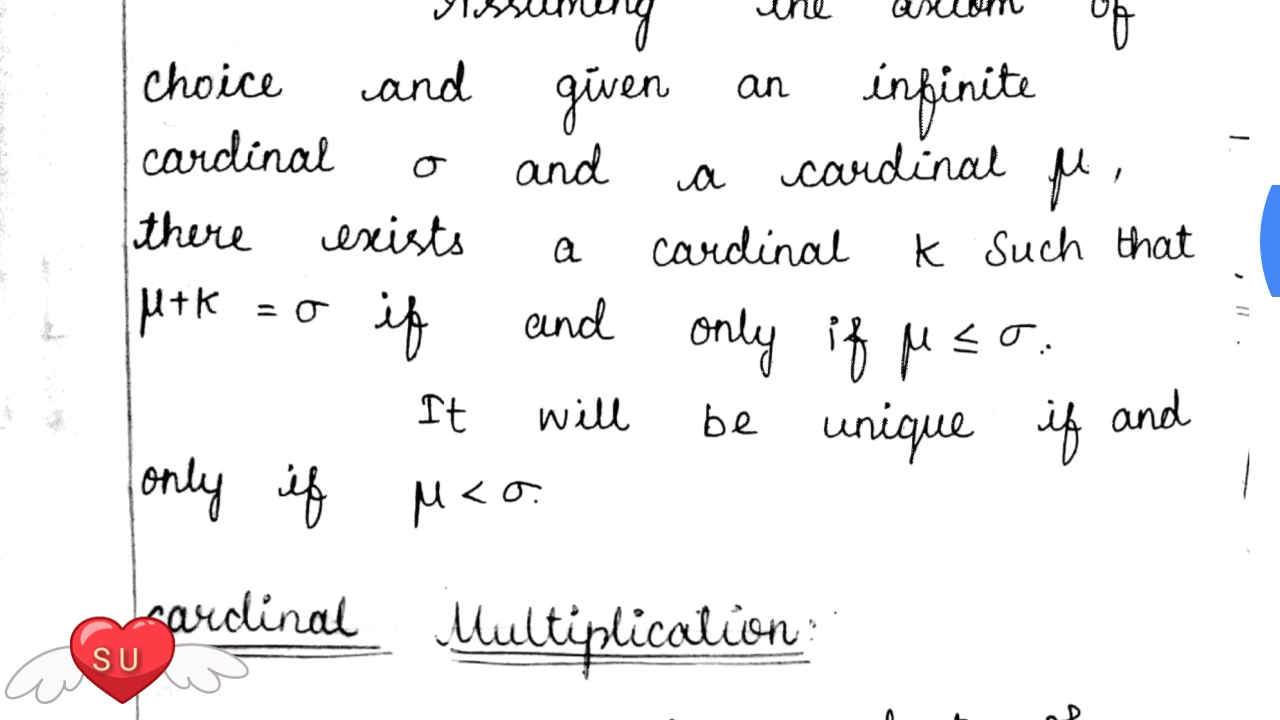 Assuming the axiom of
choice and given an infinite
cardinal σ and a cardinal μ,
there exists a cardinal K Such that
μ+K = σ if and only if μ ≤ σ.
It will be unique if and
only if μ < σ.
cardinal Multiplication:
SU